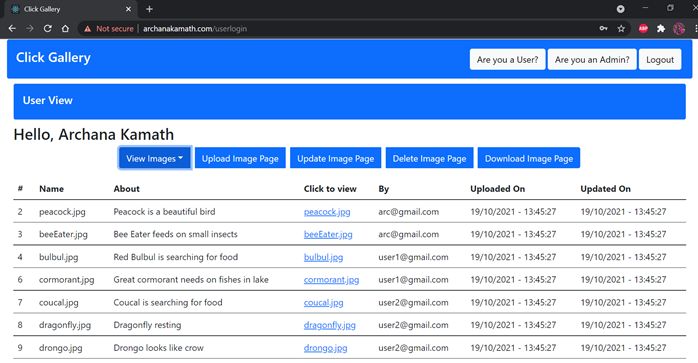 Click Gallery
Not secure | archanakamath.com/userlogin
ABP
Click Gallery Are you a User? Are you an Admin? Logout
User View
Hello, Archana Kamath
View Images Upload Image Page Update Image Page Delete Image Page Download Image Page
# Name About Click to view By Uploaded On Updated On
2 peacock.jpg Peacock is a beautiful bird peacock.jpg arc@gmail.com 19/10/2021 - 13:45:27 19/10/2021 - 13:45:27
3 beeEater.jpg Bee Eater feeds on small insects beeEater.jpg arc@gmail.com 19/10/2021 - 13:45:27 19/10/2021 - 13:45:27
4 bulbul.jpg Red Bulbul is searching for food bulbul.jpg user1@gmail.com 19/10/2021 - 13:45:27 19/10/2021 - 13:45:27
6 cormorant.jpg Great cormorant needs on fishes in lake cormorant.jpg user1@gmail.com 19/10/2021 - 13:45:27 19/10/2021 - 13:45:27
7 coucal.jpg Coucal is searching for food coucal.jpg user2@gmail.com 19/10/2021 - 13:45:27 19/10/2021 - 13:45:27
8 dragonfly.jpg Dragonfly resting dragonfly.jpg user2@gmail.com 19/10/2021 - 13:45:27 19/10/2021 - 13:45:27
9 drongo.jpg Drongo looks like crow drongo.jpg user2@gmail.com 19/10/2021 - 13:45:27 19/10/2021 - 13:45:27